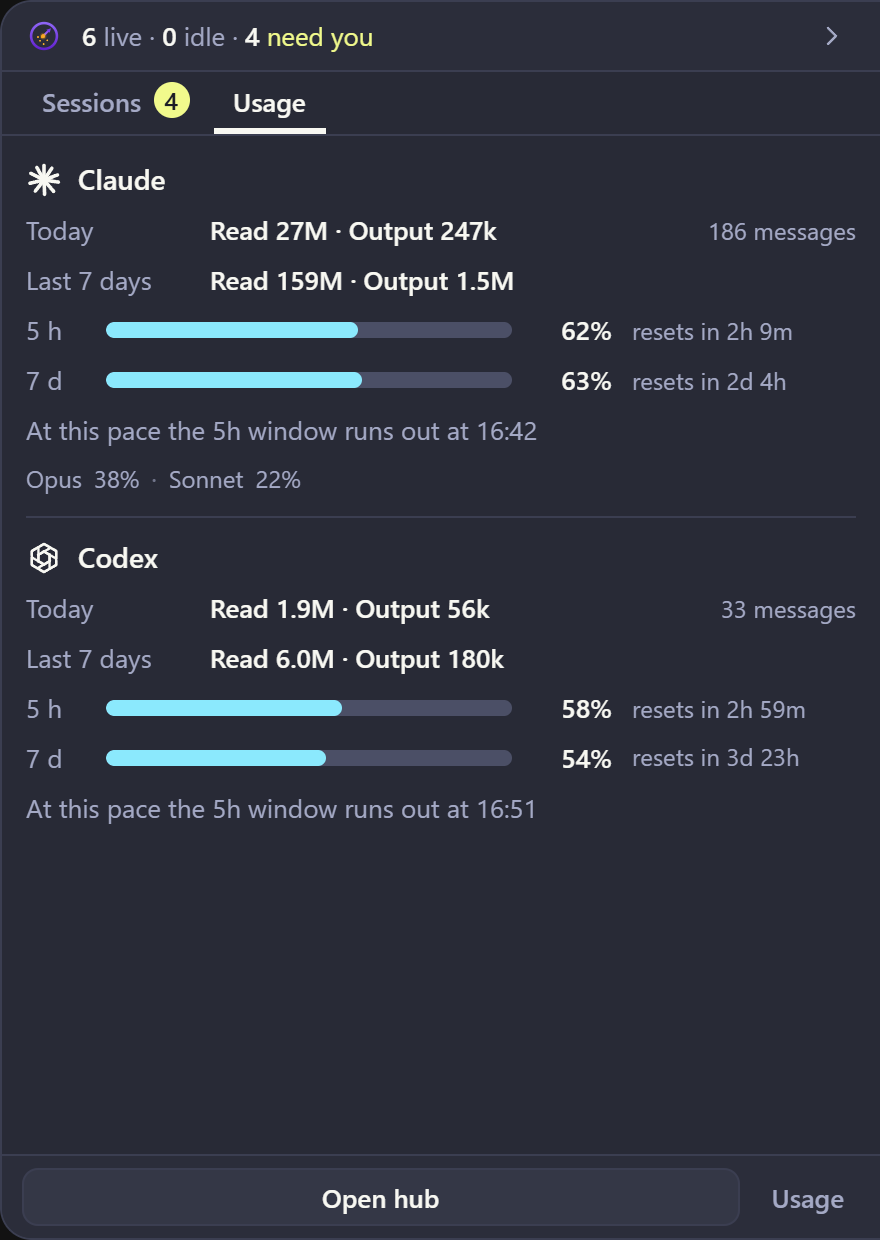 6 live · 0 idle · 4 need you
Sessions 4 Usage
Claude
Today Read 27M · Output 247k 186 messages
Last 7 days Read 159M · Output 1.5M
5 h 62% resets in 2h 9m
7 d 63% resets in 2d 4h
At this pace the 5h window runs out at 16:42
Opus 38% · Sonnet 22%
Codex
Today Read 1.9M · Output 56k 33 messages
Last 7 days Read 6.0M · Output 180k
5 h 58% resets in 2h 59m
7 d 54% resets in 3d 23h
At this pace the 5h window runs out at 16:51
Open hub Usage